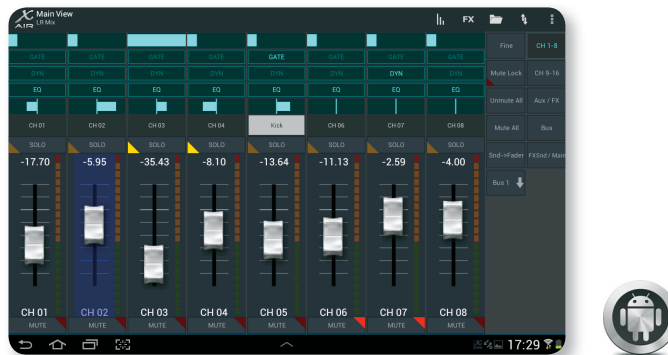 X AIR Main View
LR Mix
FX
GATE GATE GATE GATE GATE GATE GATE GATE
DYN DYN DYN DYN DYN DYN DYN DYN
EQ EQ EQ EQ EQ EQ EQ EQ
CH 01 CH 02 CH 03 CH 04 Kick CH 06 CH 07 CH 08
SOLO SOLO SOLO SOLO SOLO SOLO SOLO SOLO
-17.70 -5.95 -35.43 -8.10 -13.64 -11.13 -2.59 -4.00
CH 01 CH 02 CH 03 CH 04 CH 05 CH 06 CH 07 CH 08
MUTE MUTE MUTE MUTE MUTE MUTE MUTE MUTE
Fine CH 1-8
Mute Lock CH 9-16
Unmute All Aux / FX
Mute All Bus
Snd->Fader FXSnd / Main
Bus 1
17:29